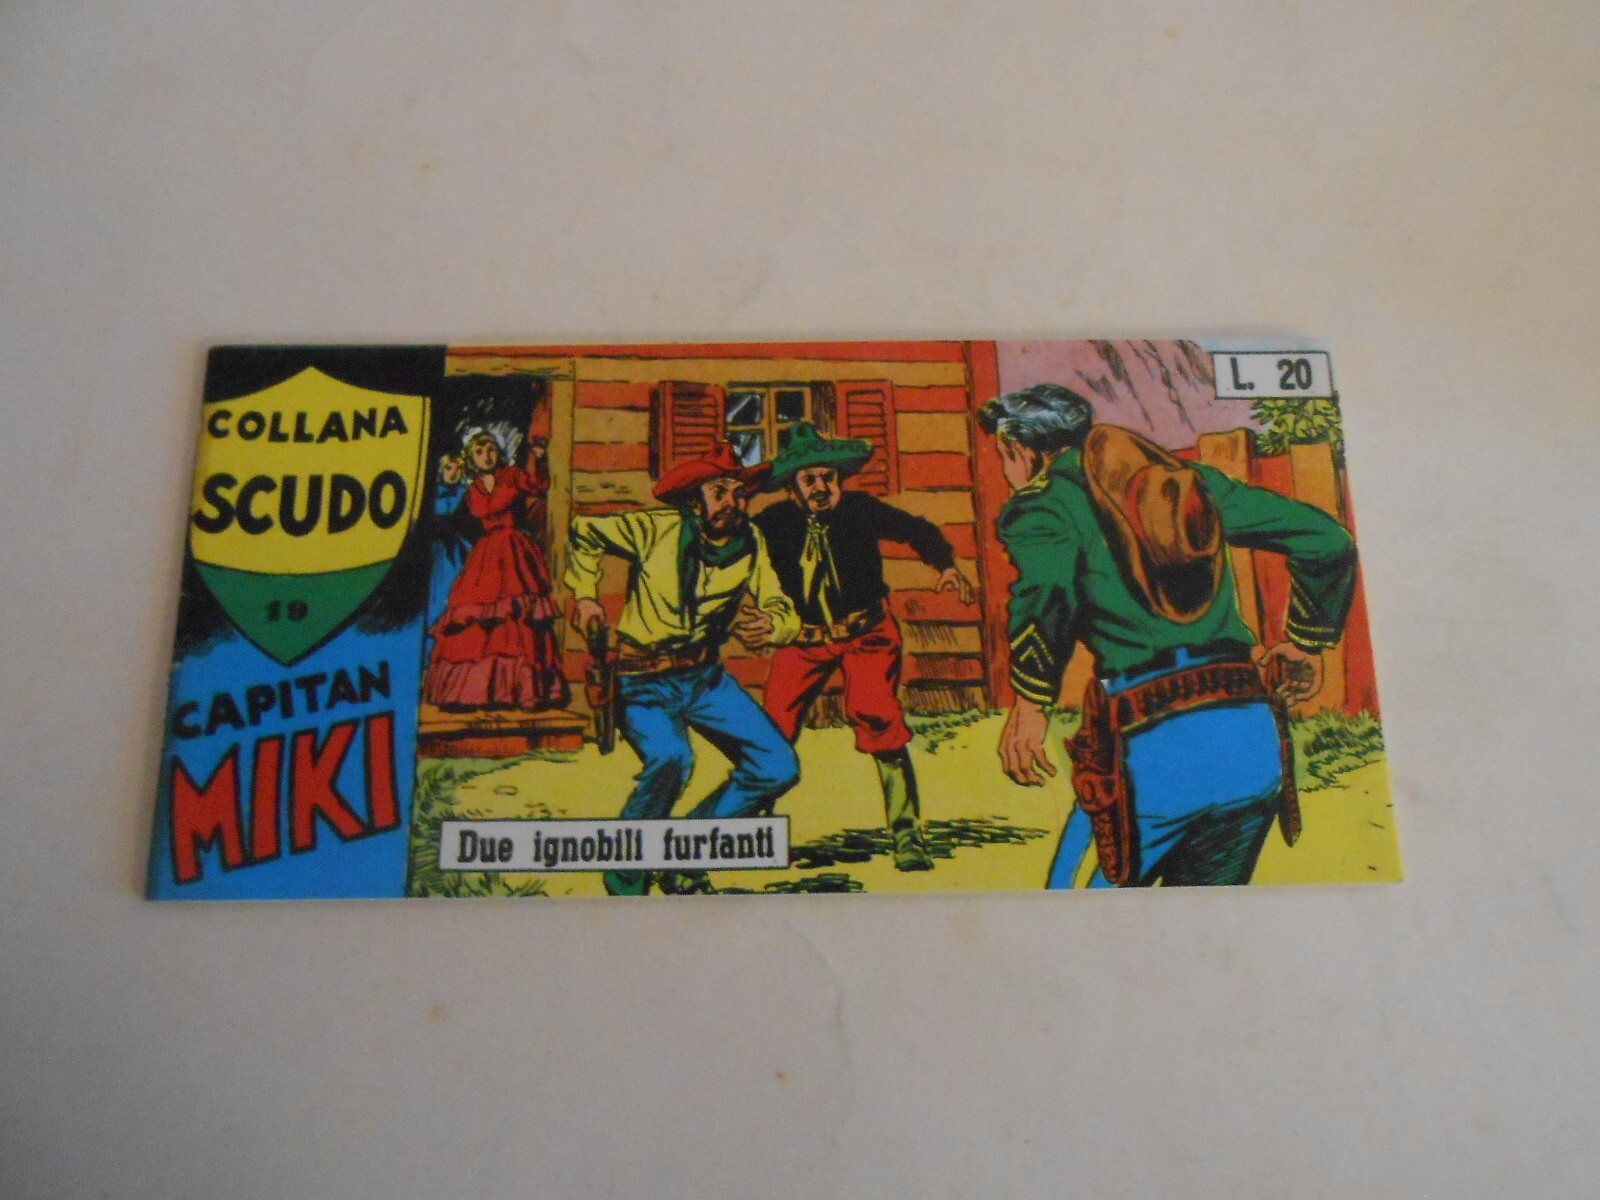 COLLANA
SCUDO
19
CAPITAN
MIKI
L. 20
Due ignobili furfanti